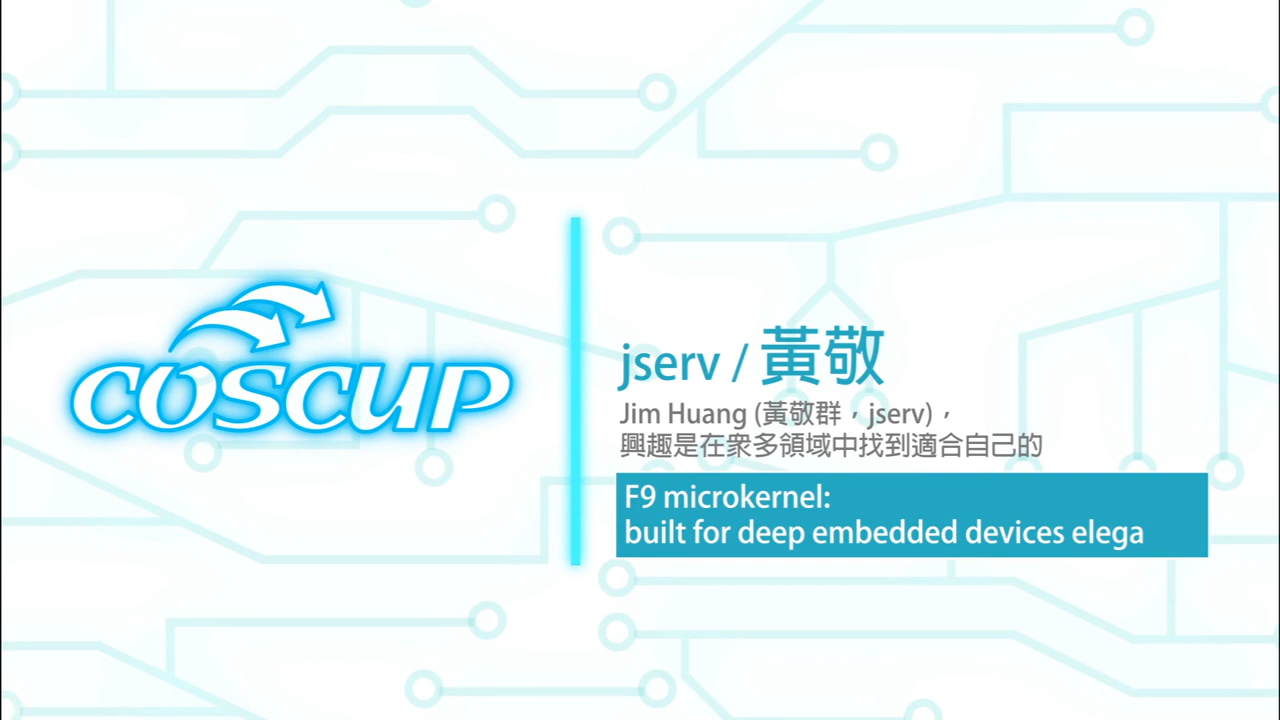 COSCUP
jserv / 黃敬
Jim Huang (黃敬群，jserv)，
興趣是在眾多領域中找到適合自己的
F9 microkernel:
built for deep embedded devices elega